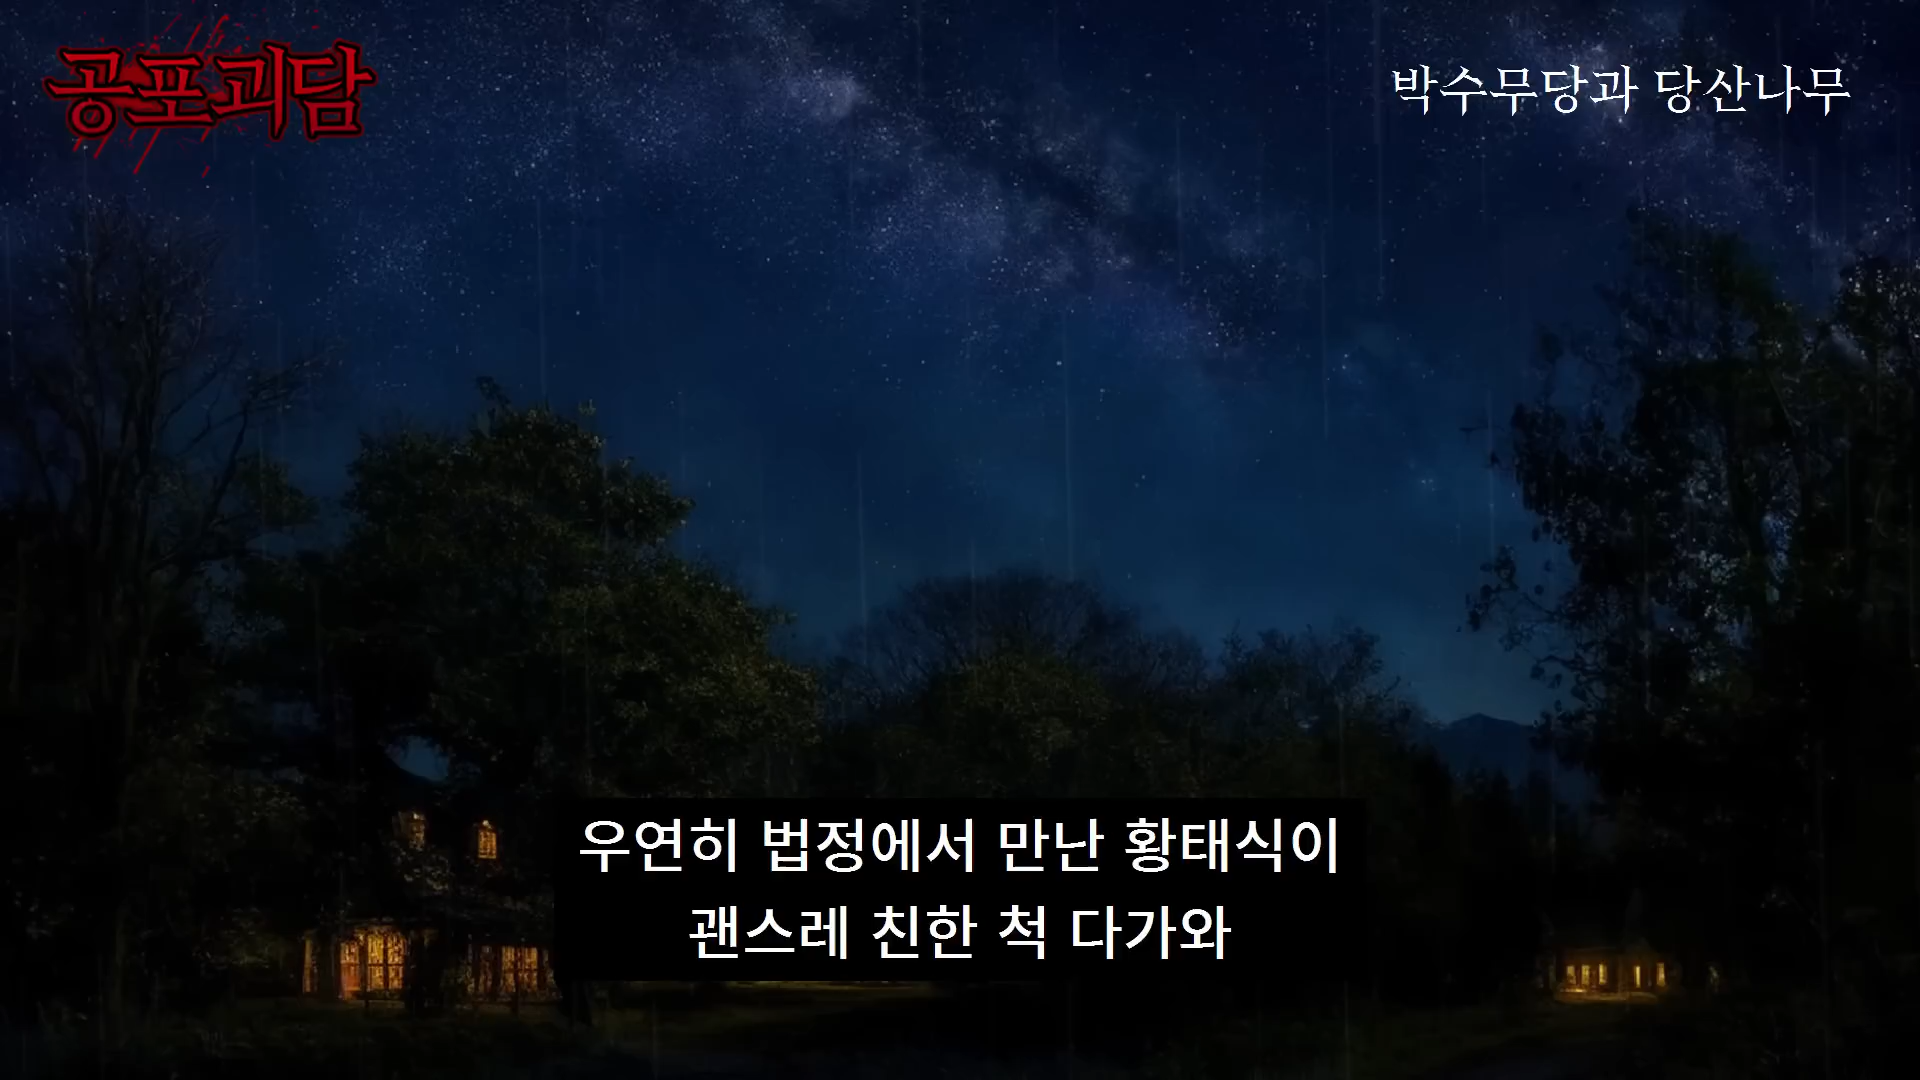 공포괴담
박수무당과 당산나무
우연히 법정에서 만난 황태식이
괜스레 친한 척 다가와